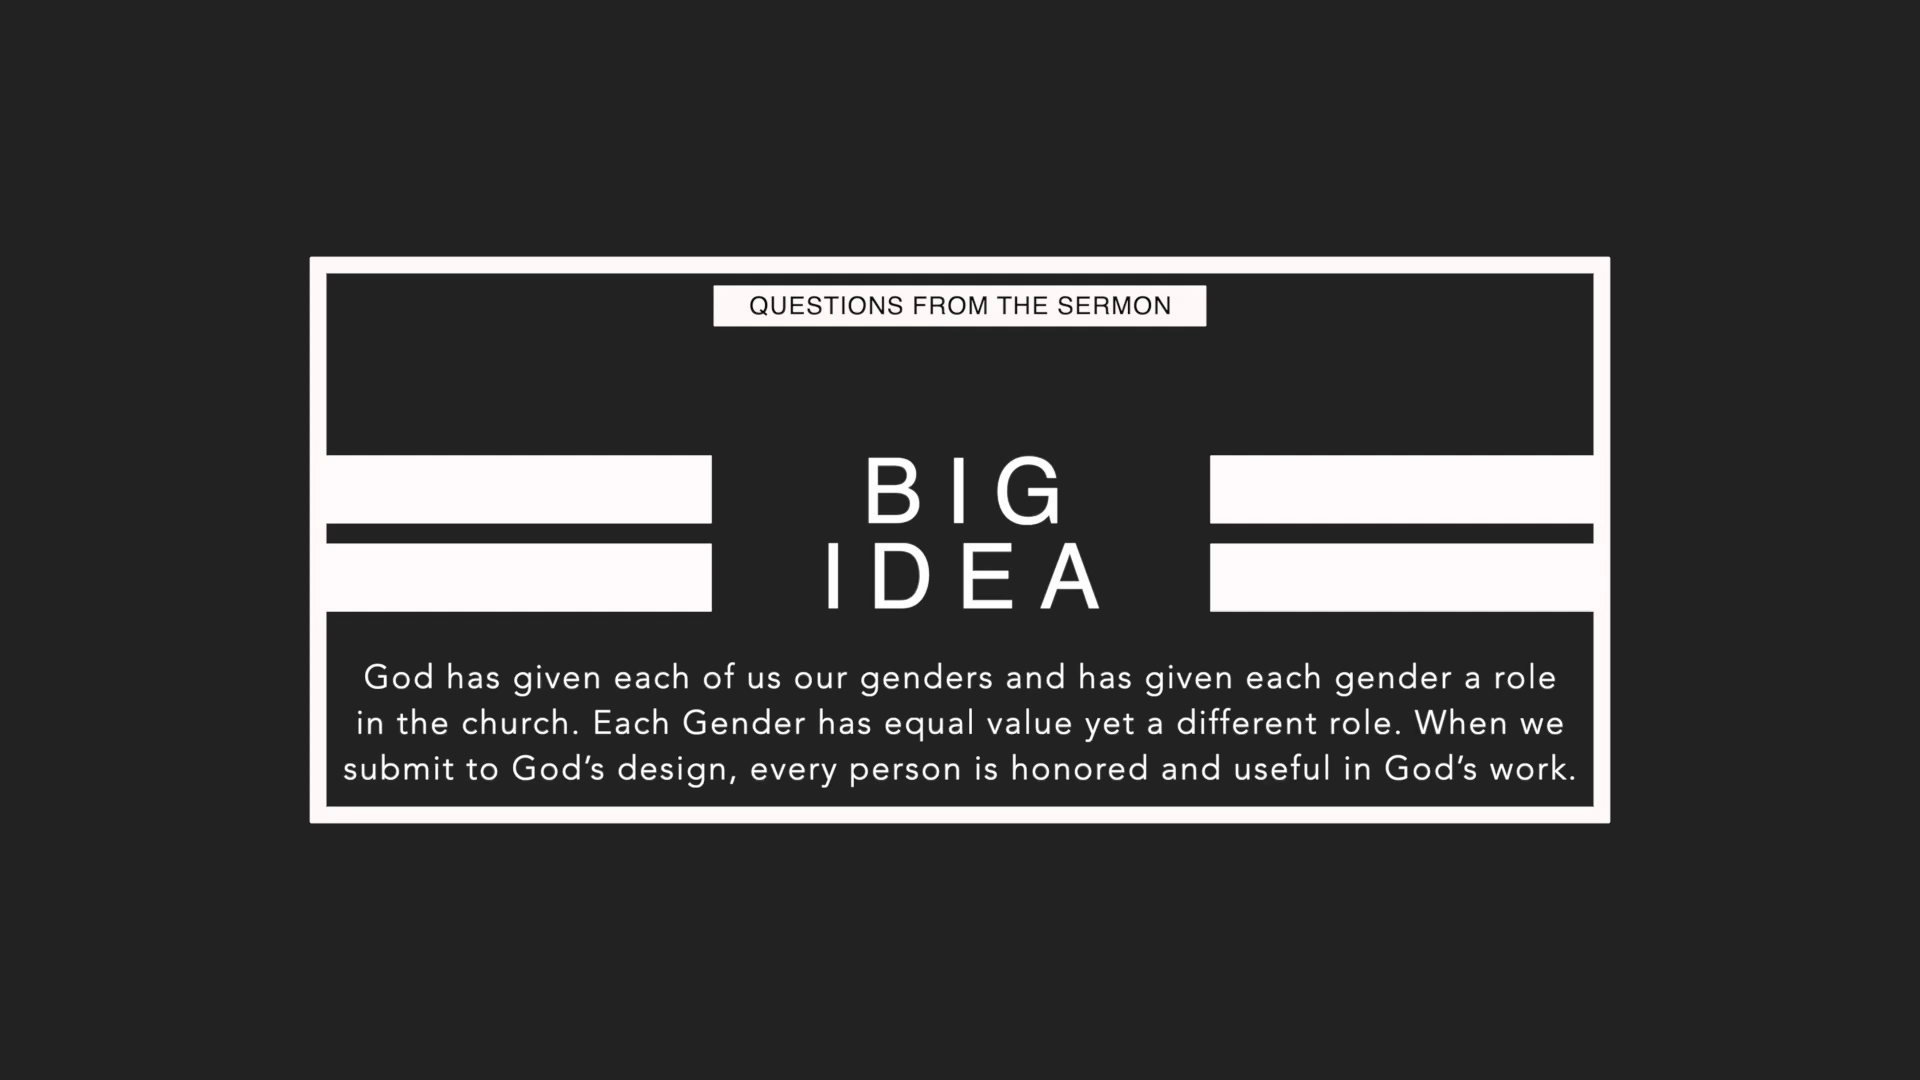 QUESTIONS FROM THE SERMON
BIG
IDEA
God has given each of us our genders and has given each gender a role
in the church. Each Gender has equal value yet a different role. When we
submit to God’s design, every person is honored and useful in God’s work.